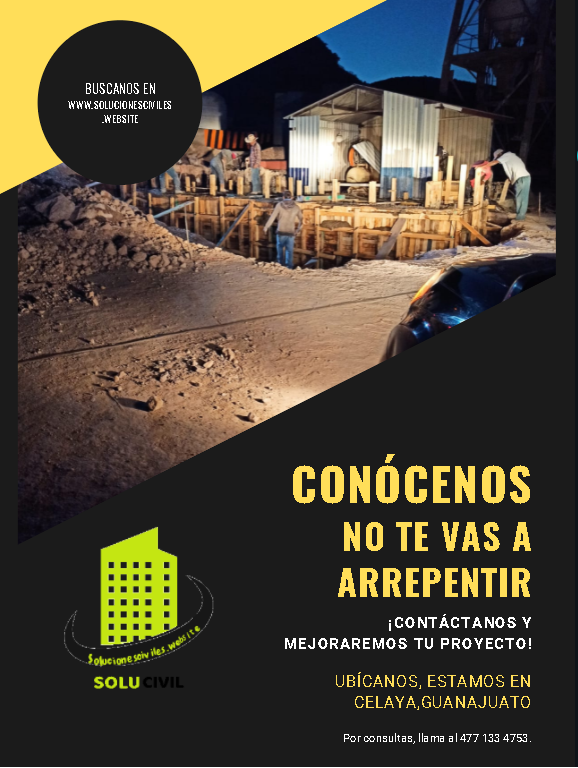 BUSCANOS EN
WWW.SOLUCIONESCIVILES
.WEBSITE
CONÓCENOS
NO TE VAS A
ARREPENTIR
¡CONTÁCTANOS Y
MEJORAREMOS TU PROYECTO!
Solucionesciviles.website
SOLUCIVIL
UBÍCANOS, ESTAMOS EN
CELAYA,GUANAJUATO
Por consultas, llama al 477 133 4753.